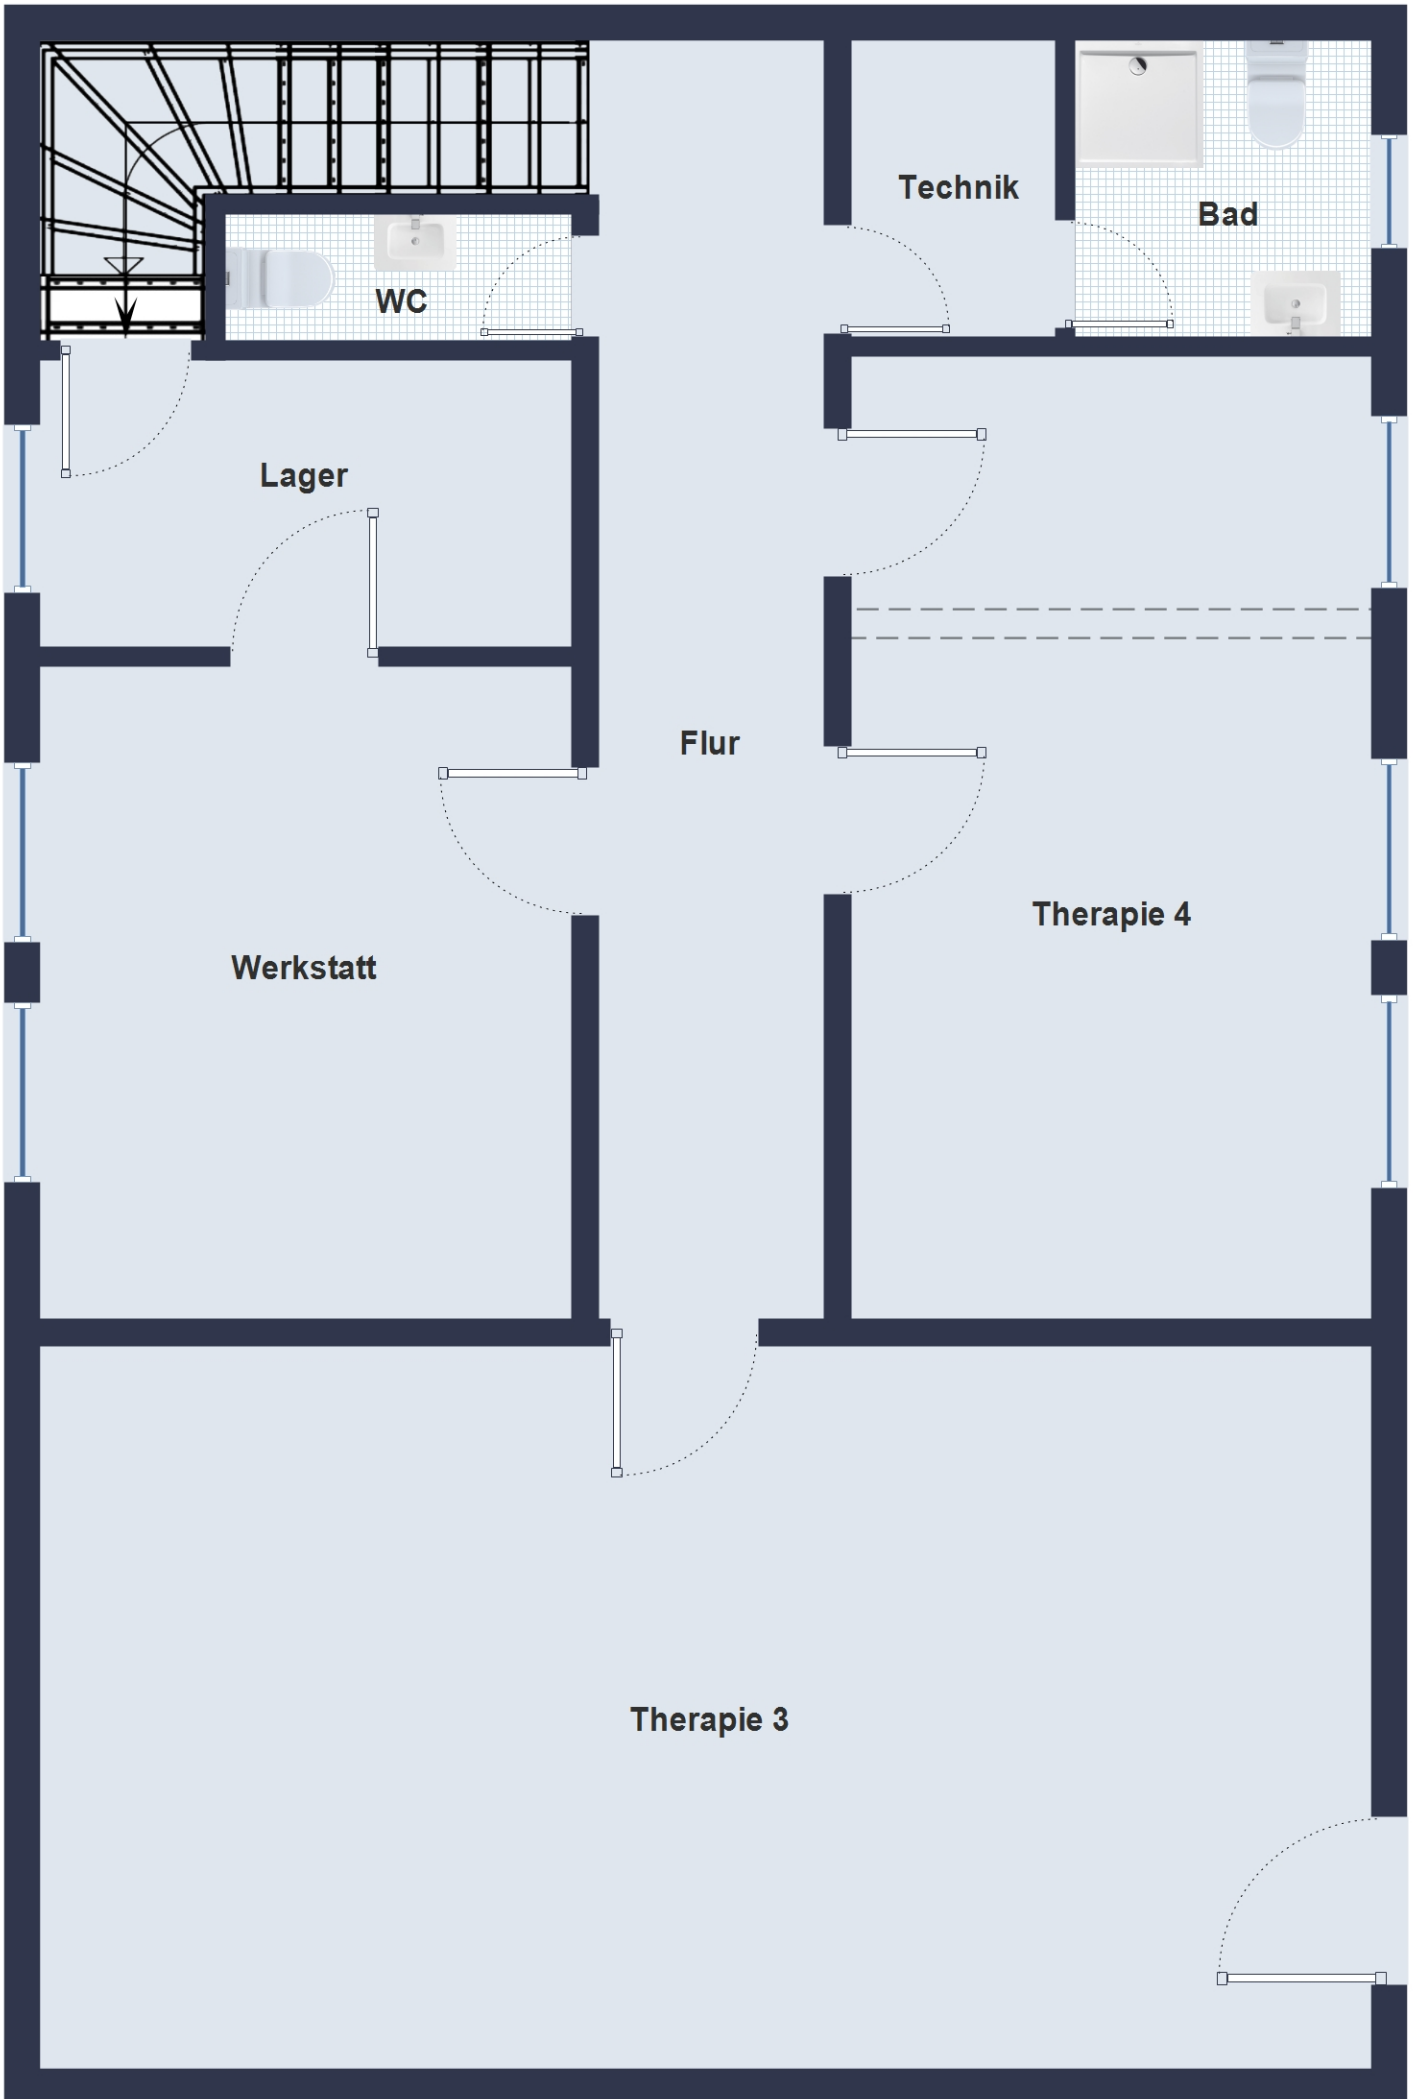 Technik
Bad
WC
Lager
Flur
Therapie 4
Werkstatt
Therapie 3